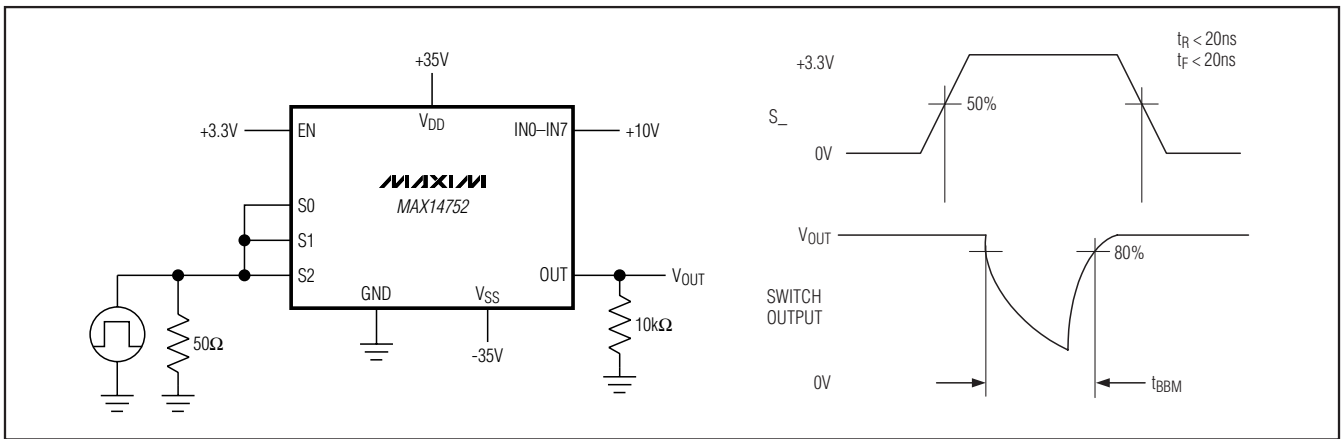 +35V
VDD
+3.3V
EN
IN0–IN7
+10V
MAXIM
MAX14752
S0
S1
S2
OUT
VOUT
GND
VSS
-35V
50Ω
10kΩ
tR < 20ns
tF < 20ns
+3.3V
50%
S_
0V
VOUT
80%
SWITCH
OUTPUT
0V
tBBM